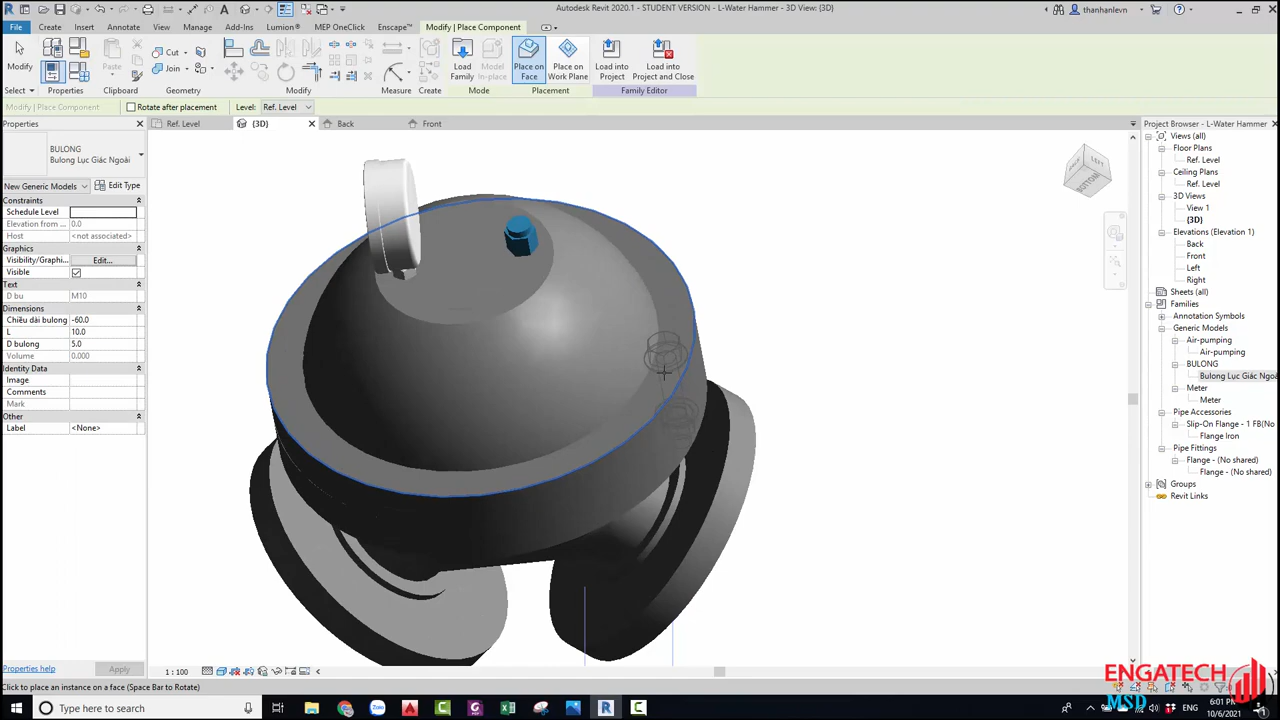 Autodesk Revit 2020.1 - STUDENT VERSION - L-Water Hammer - 3D View: {3D}
thanhanlevn
File Create Insert Annotate View Manage Add-Ins Lumion® MEP OneClick Enscape™ Modify | Place Component
Modify
Paste
Cut
Join
Load Family
Model In-place
Place on Face
Place on Work Plane
Load into Project
Load into Project and Close
Select Properties Clipboard Geometry Modify Measure Create Mode Placement Family Editor
Modify | Place Component
Rotate after placement
Level: Ref. Level
Properties
BULONG
Bulong Lục Giác Ngoài
New Generic Models
Edit Type
Constraints
Schedule Level
Elevation from ... 0.0
Host <not associated>
Graphics
Visibility/Graphi... Edit...
Visible
Text
D bu M10
Dimensions
Chiều dài bulong -60.0
L 10.0
D bulong 5.0
Volume 0.000
Identity Data
Image
Comments
Mark
Other
Label <None>
Properties help
Apply
Ref. Level
{3D}
Back
Front
LEFT
BOTTOM
1 : 100
Project Browser - L-Water Hammer
Views (all)
Floor Plans
Ref. Level
Ceiling Plans
Ref. Level
3D Views
View 1
{3D}
Elevations (Elevation 1)
Back
Front
Left
Right
Sheets (all)
Families
Annotation Symbols
Generic Models
Air-pumping
Air-pumping
BULONG
Bulong Lục Giác Ngoà
Meter
Meter
Pipe Accessories
Slip-On Flange - 1 FB(No
Flange Iron
Pipe Fittings
Flange - (No shared)
Flange - (No shared)
Groups
Revit Links
ENGATECH
MSD
Click to place an instance on a face (Space Bar to Rotate)
Type here to search
6:01 PM
10/6/2021